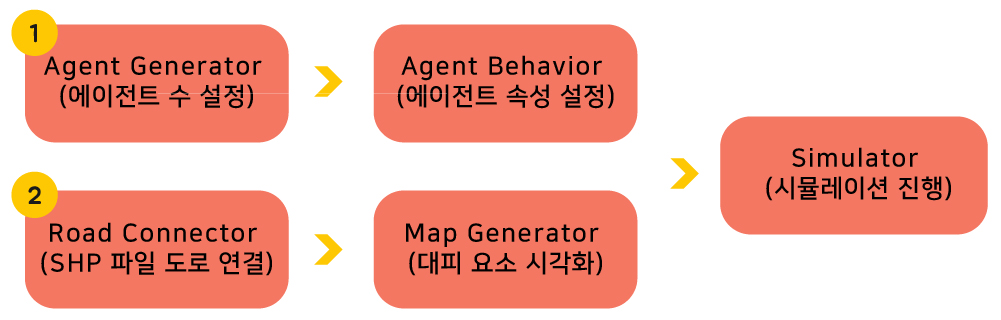 1
Agent Generator
(에이전트 수 설정)
Agent Behavior
(에이전트 속성 설정)
2
Road Connector
(SHP 파일 도로 연결)
Map Generator
(대피 요소 시각화)
Simulator
(시뮬레이션 진행)